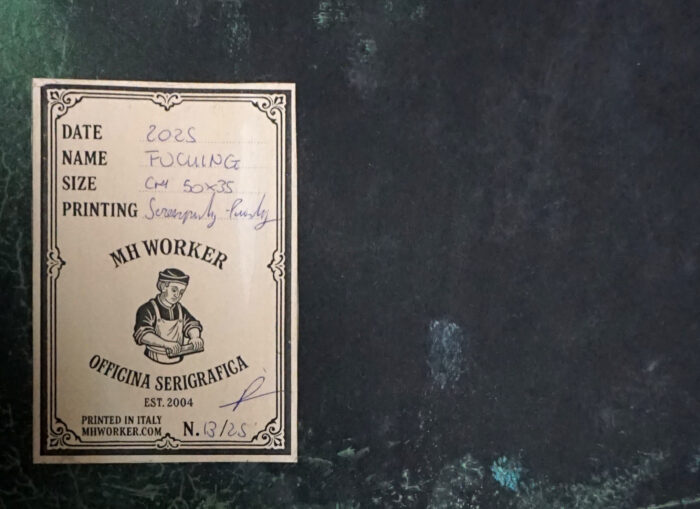 DATE 2025
NAME FUCKING
SIZE CM 50x35
PRINTING
MH WORKER
OFFICINA SERIGRAFICA
EST. 2004
PRINTED IN ITALY
MHWORKER.COM
N. 13/25